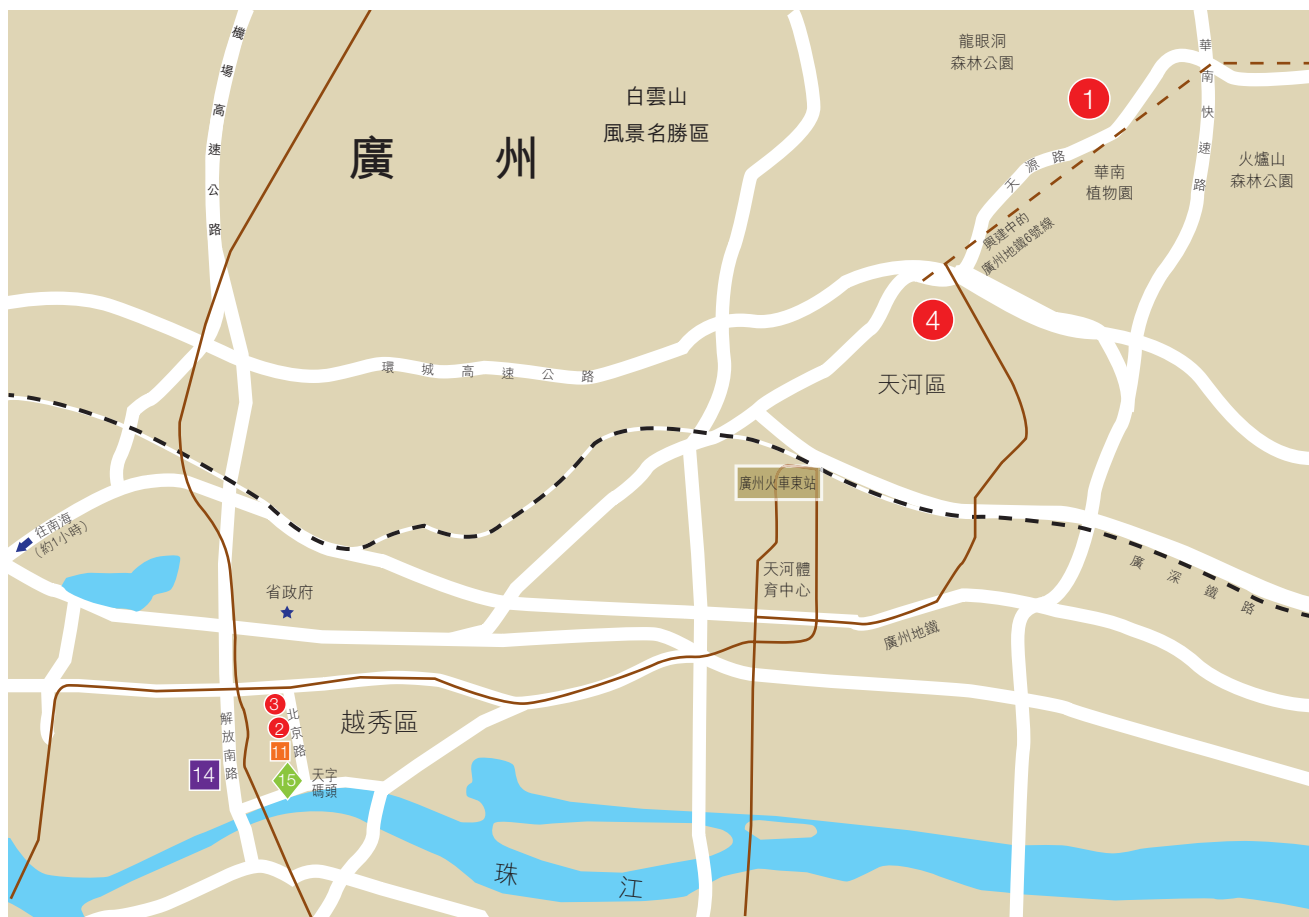 機場高速公路
龍眼洞
森林公園
華南快速路
白雲山
風景名勝區
1
廣州
火爐山
森林公園
天源路
華南
植物園
興建中的
廣州地鐵6號線
4
環城高速公路
天河區
廣州火車東站
往南海
(約1小時)
廣深鐵路
天河體
育中心
省政府
廣州地鐵
3
北京路
2
越秀區
解放南路
11
14
15
天字
碼頭
珠江